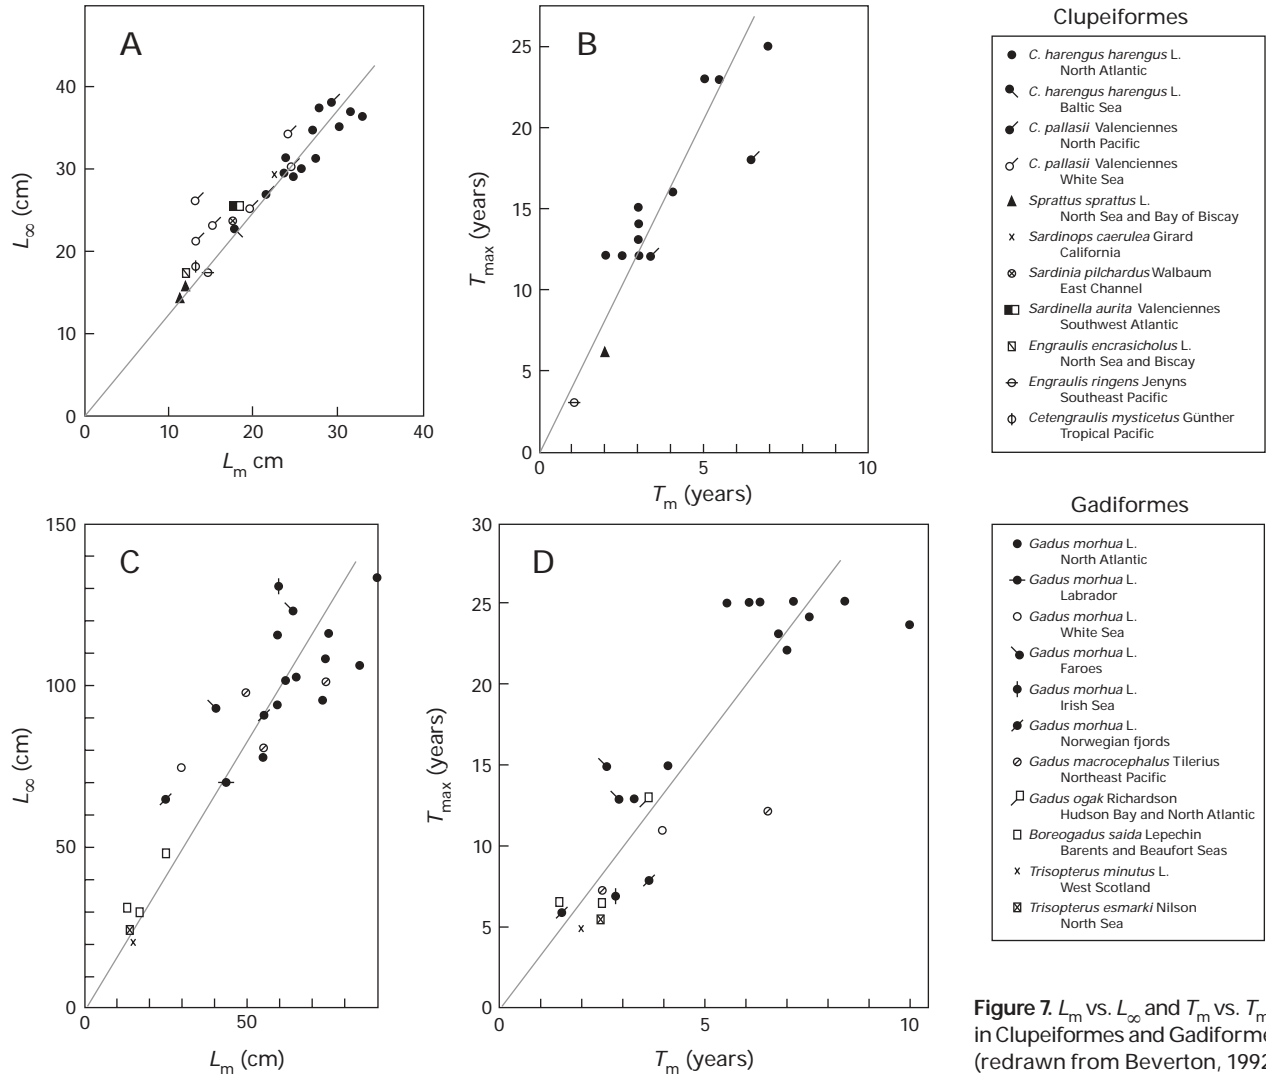 A
40
30
20
10
0
L∞ (cm)
0 10 20 30 40
Lm cm
B
25
20
15
10
5
0
Tmax (years)
0 5 10
Tm (years)
Clupeiformes
C. harengus harengus L.
North Atlantic
C. harengus harengus L.
Baltic Sea
C. pallasii Valenciennes
North Pacific
C. pallasii Valenciennes
White Sea
Sprattus sprattus L.
North Sea and Bay of Biscay
Sardinops caerulea Girard
California
Sardinia pilchardus Walbaum
East Channel
Sardinella aurita Valenciennes
Southwest Atlantic
Engraulis encrasicholus L.
North Sea and Biscay
Engraulis ringens Jenyns
Southeast Pacific
Cetengraulis mysticetus Günther
Tropical Pacific
C
150
100
50
0
L∞ (cm)
0 50
Lm (cm)
D
30
25
20
15
10
5
0
Tmax (years)
0 5 10
Tm (years)
Gadiformes
Gadus morhua L.
North Atlantic
Gadus morhua L.
Labrador
Gadus morhua L.
White Sea
Gadus morhua L.
Faroes
Gadus morhua L.
Irish Sea
Gadus morhua L.
Norwegian fjords
Gadus macrocephalus Tilerius
Northeast Pacific
Gadus ogak Richardson
Hudson Bay and North Atlantic
Boreogadus saida Lepechin
Barents and Beaufort Seas
Trisopterus minutus L.
West Scotland
Trisopterus esmarki Nilson
North Sea
Figure 7. Lm vs. L∞ and Tm vs. Tm
in Clupeiformes and Gadiforme
(redrawn from Beverton, 1992